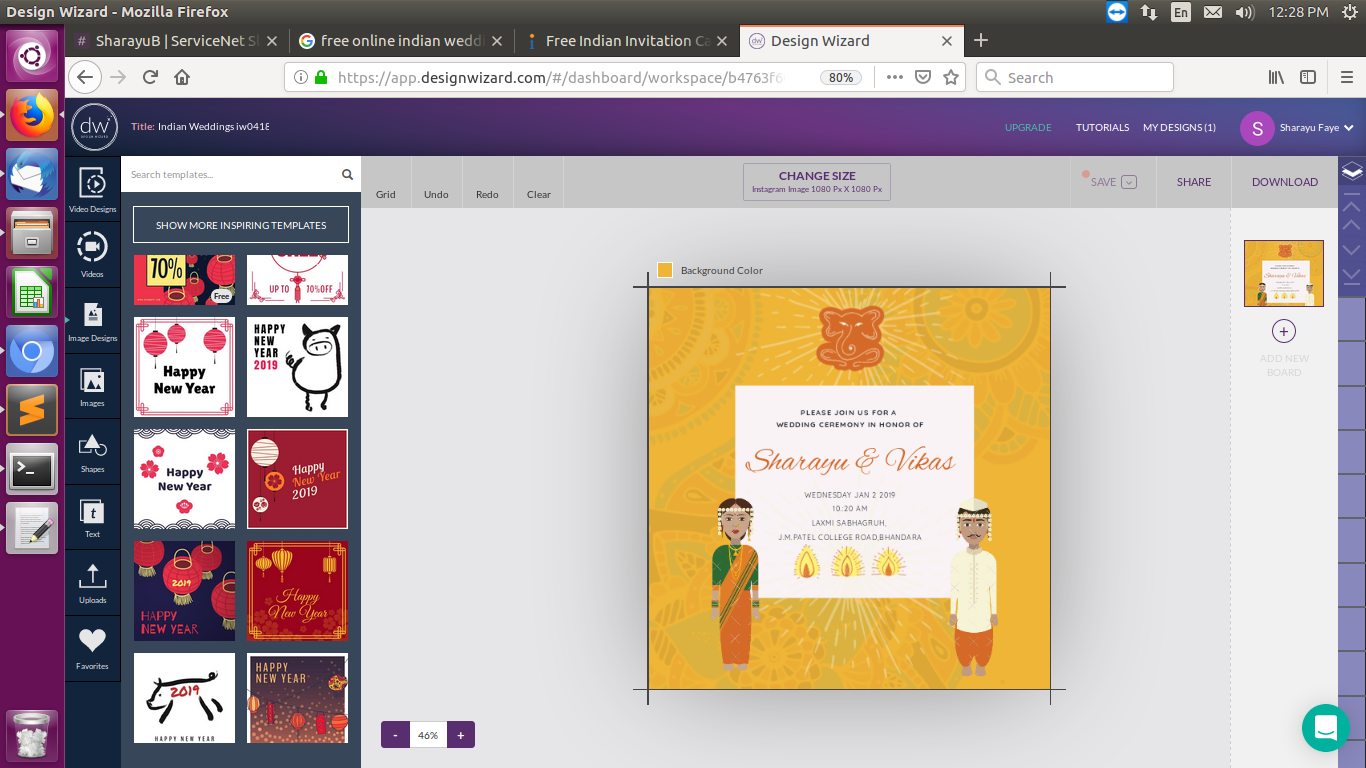 Design Wizard - Mozilla Firefox
En
12:28 PM
# SharayuB | ServiceNet S
free online indian wedd
Free Indian Invitation Ca
Design Wizard
https://app.designwizard.com/#/dashboard/workspace/b4763f6
80%
Search
dw
Title: Indian Weddings iw0418
UPGRADE
TUTORIALS
MY DESIGNS (1)
S
Sharayu Faye
Search templates...
Grid
Undo
Redo
Clear
CHANGE SIZE
Instagram Image 1080 Px X 1080 Px
SAVE
SHARE
DOWNLOAD
Video Designs
Videos
Image Designs
Images
Shapes
Text
Uploads
Favorites
SHOW MORE INSPIRING TEMPLATES
70%
Free
UP TO 70%OFF
Happy
New Year
HAPPY
NEW YEAR
2019
Happy
New Year
Happy
New Year
2019
2019
HAPPY
NEW YEAR
Happy
New Year
2019
HAPPY NEW YEAR
HAPPY
NEW YEAR
Background Color
PLEASE JOIN US FOR A
WEDDING CEREMONY IN HONOR OF
Sharayu & Vikas
WEDNESDAY JAN 2 2019
10:20 AM
LAXMI SABHAGRUH,
J.M.PATEL COLLEGE ROAD,BHANDARA
- 46% +
Sharayu & Vikas
ADD NEW
BOARD